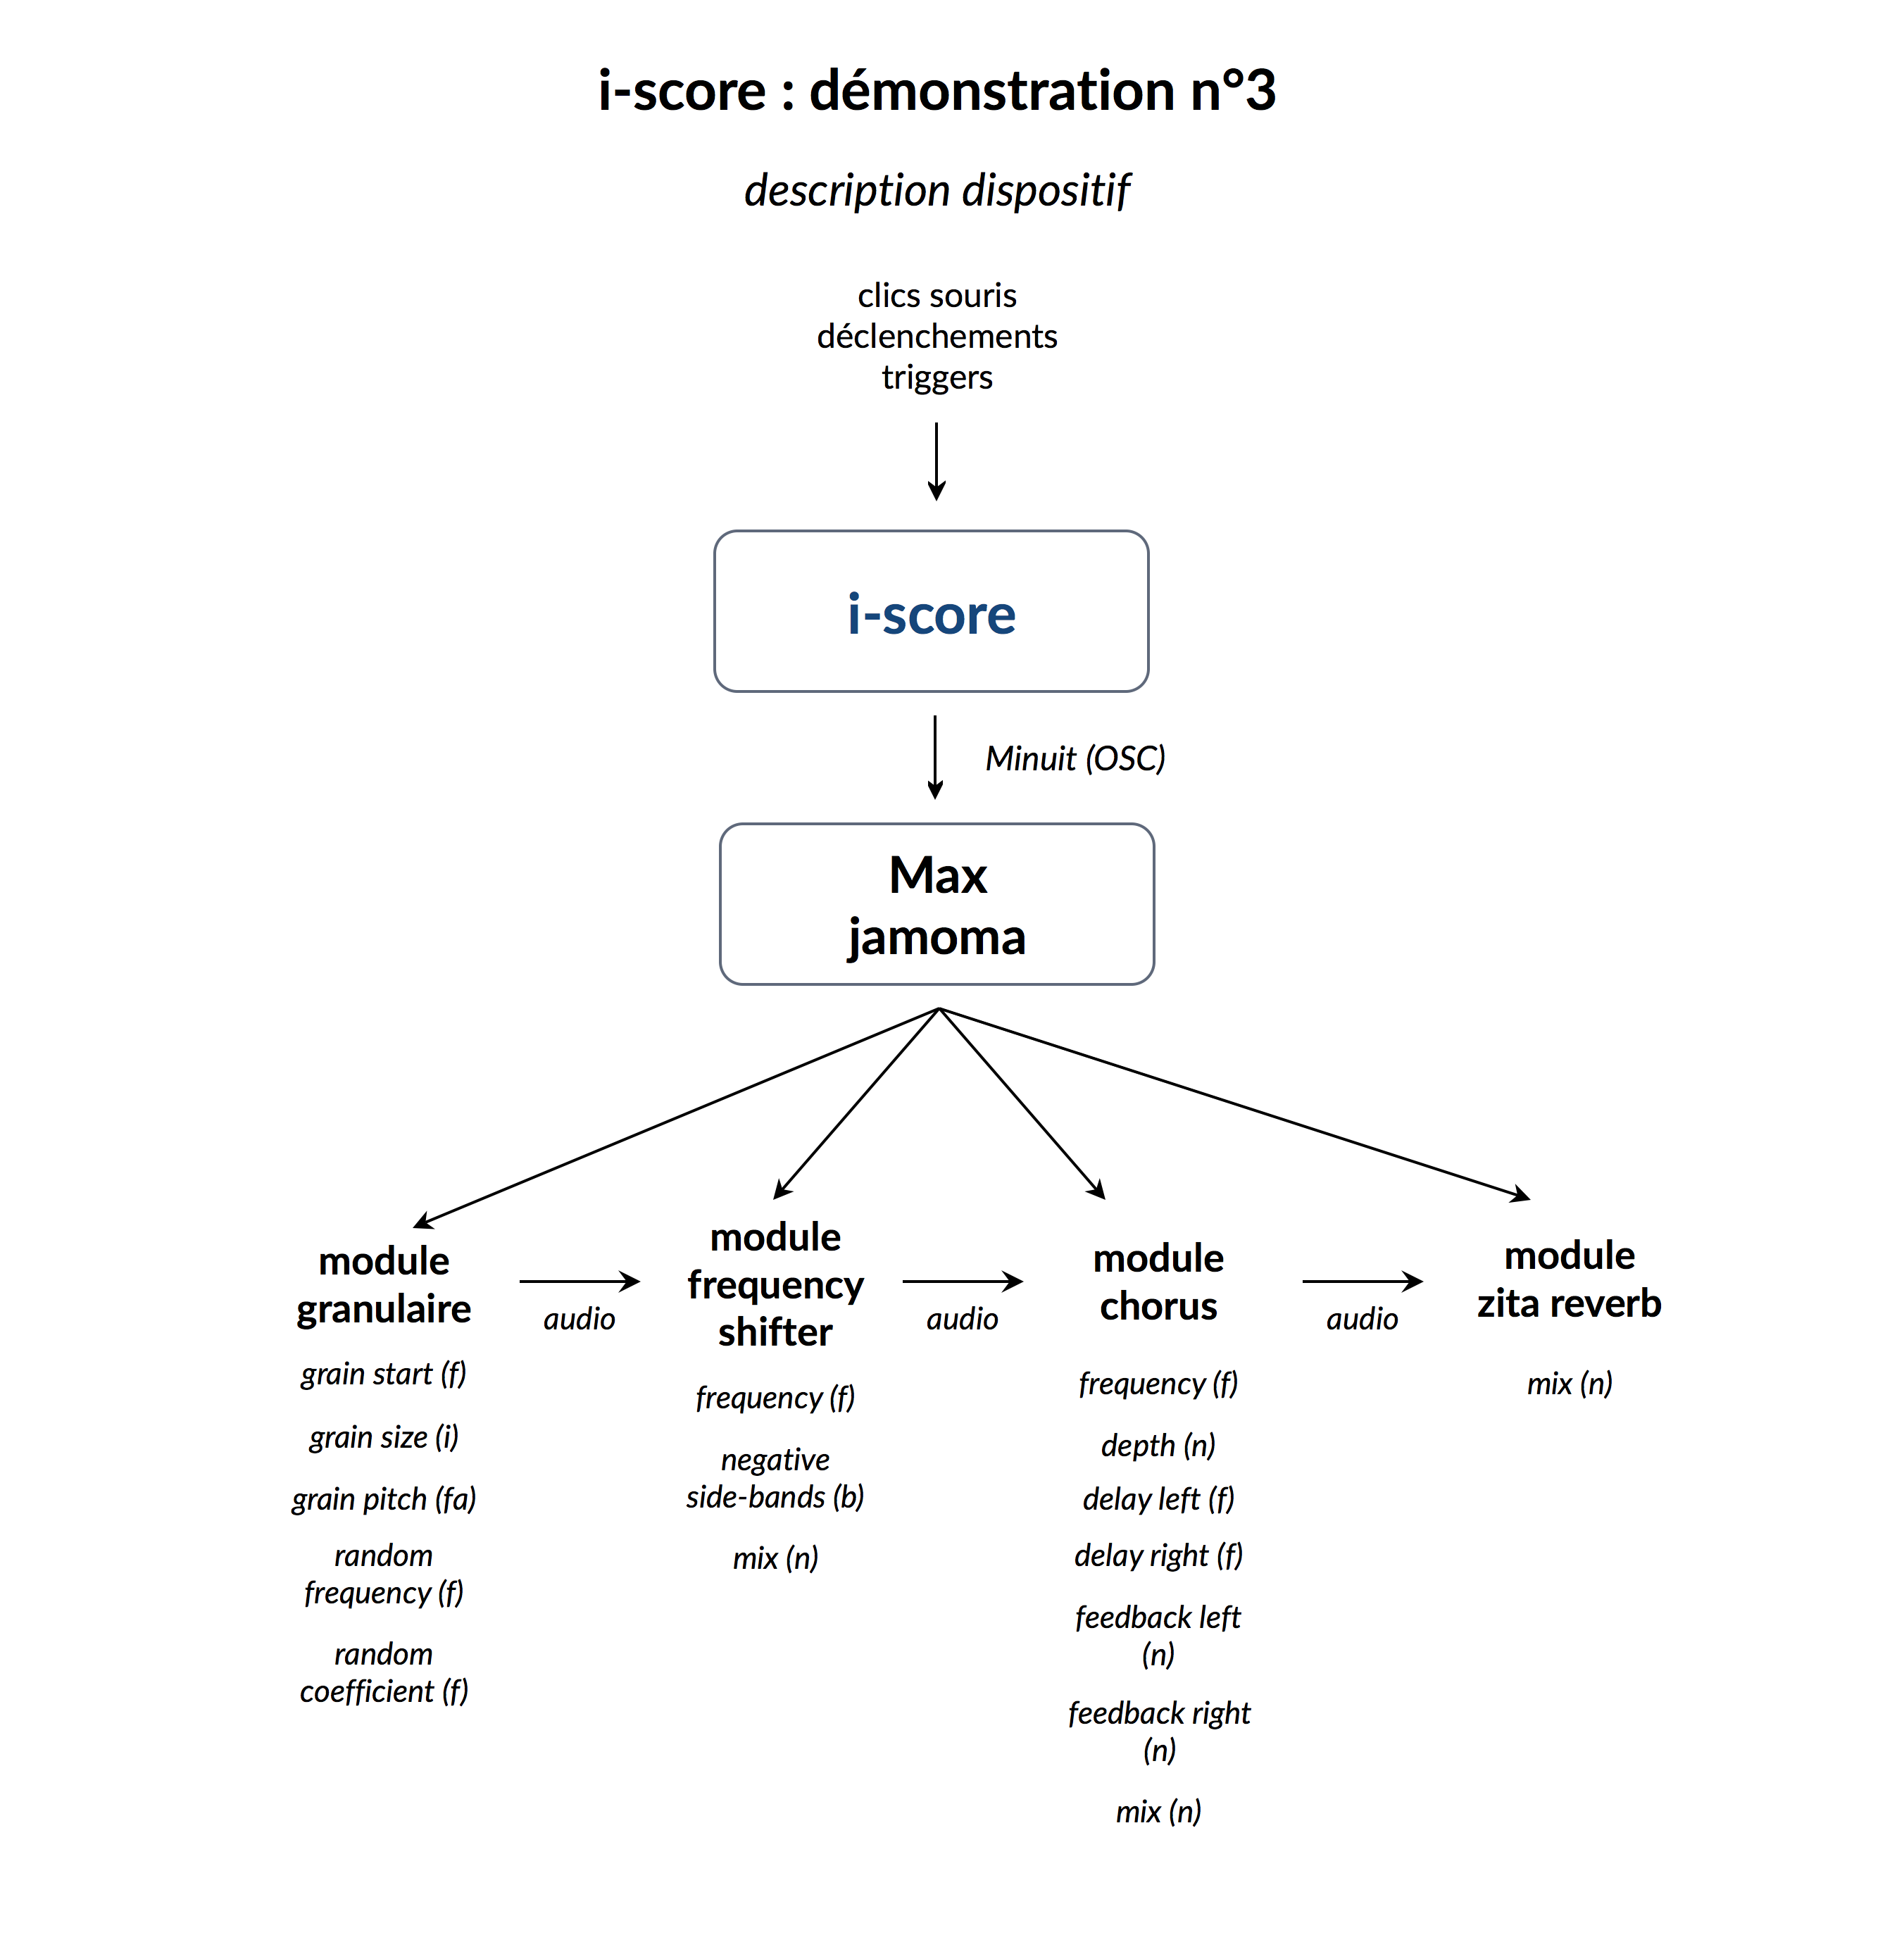 i-score : démonstration n°3
description dispositif
clics souris
déclenchements
triggers
i-score
Minuit (OSC)
Max
jamoma
module
granulaire
audio
module
frequency
shifter
audio
module
chorus
audio
module
zita reverb
grain start (f)
grain size (i)
grain pitch (fa)
random
frequency (f)
random
coefficient (f)
frequency (f)
negative
side-bands (b)
mix (n)
frequency (f)
depth (n)
delay left (f)
delay right (f)
feedback left
(n)
feedback right
(n)
mix (n)
mix (n)